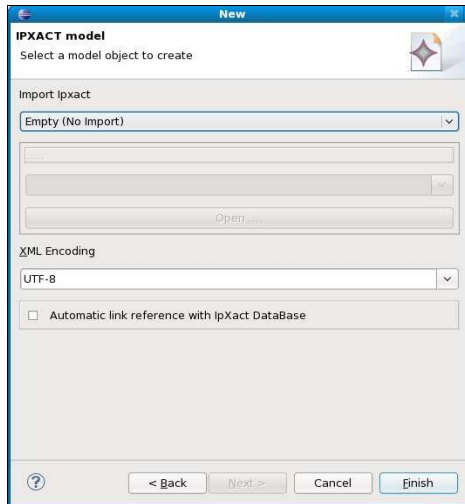 New
IPXACT model
Select a model object to create
Import Ipxact
Empty (No Import)
.....
Open .....
XML Encoding
UTF-8
Automatic link reference with IpXact DataBase
?
< Back
Next >
Cancel
Finish